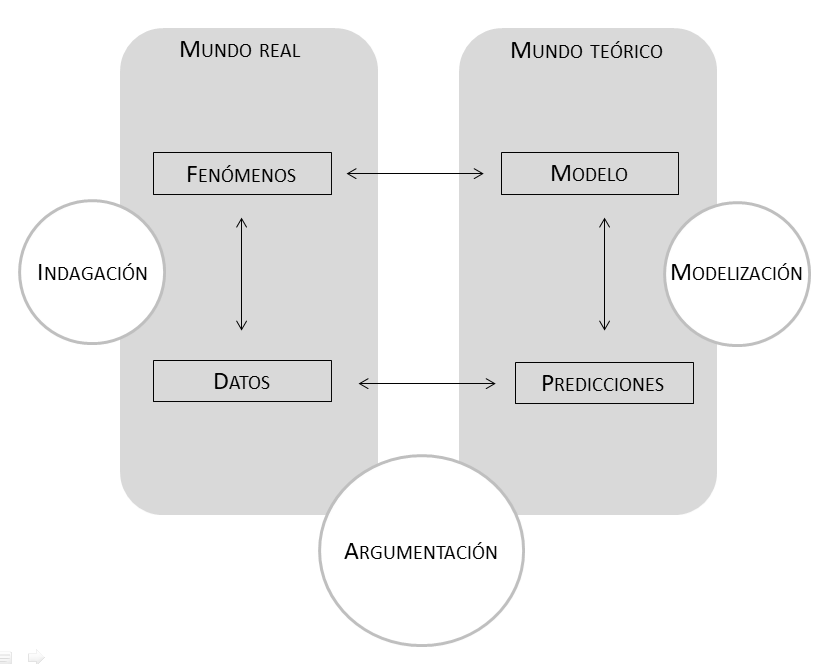 Mundo real
Mundo teórico
Fenómenos
Modelo
Indagación
Modelización
Datos
Predicciones
Argumentación